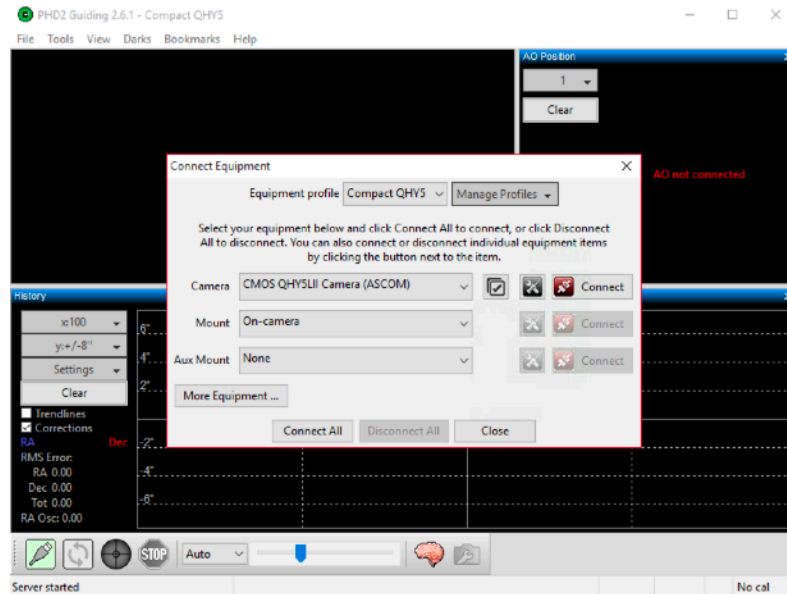 PHD2 Guiding 2.6.1 - Compact QHY5
File Tools View Darks Bookmarks Help
AO Position
1
Clear
AO not connected
Connect Equipment
Equipment profile Compact QHY5 Manage Profiles
Select your equipment below and click Connect All to connect, or click Disconnect
All to disconnect. You can also connect or disconnect individual equipment items
by clicking the button next to the item.
Camera CMOS QHY5LII Camera (ASCOM) Connect
Mount On-camera Connect
Aux Mount None Connect
More Equipment ...
Connect All Disconnect All Close
History
x:100
y:+/-8"
Settings
Clear
Trendlines
Corrections
RA Dec
RMS Error:
RA 0.00
Dec 0.00
Tot 0.00
RA Osc: 0.00
6"
4"
2"
-2"
-4"
-6"
STOP Auto
Server started No cal